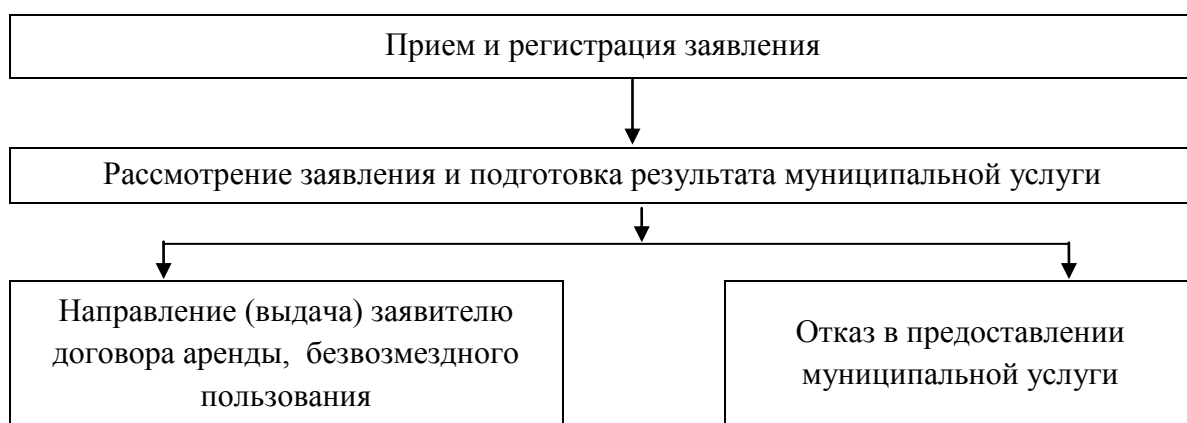 Прием и регистрация заявления
Рассмотрение заявления и подготовка результата муниципальной услуги
Направление (выдача) заявителю
договора аренды, безвозмездного
пользования
Отказ в предоставлении
муниципальной услуги